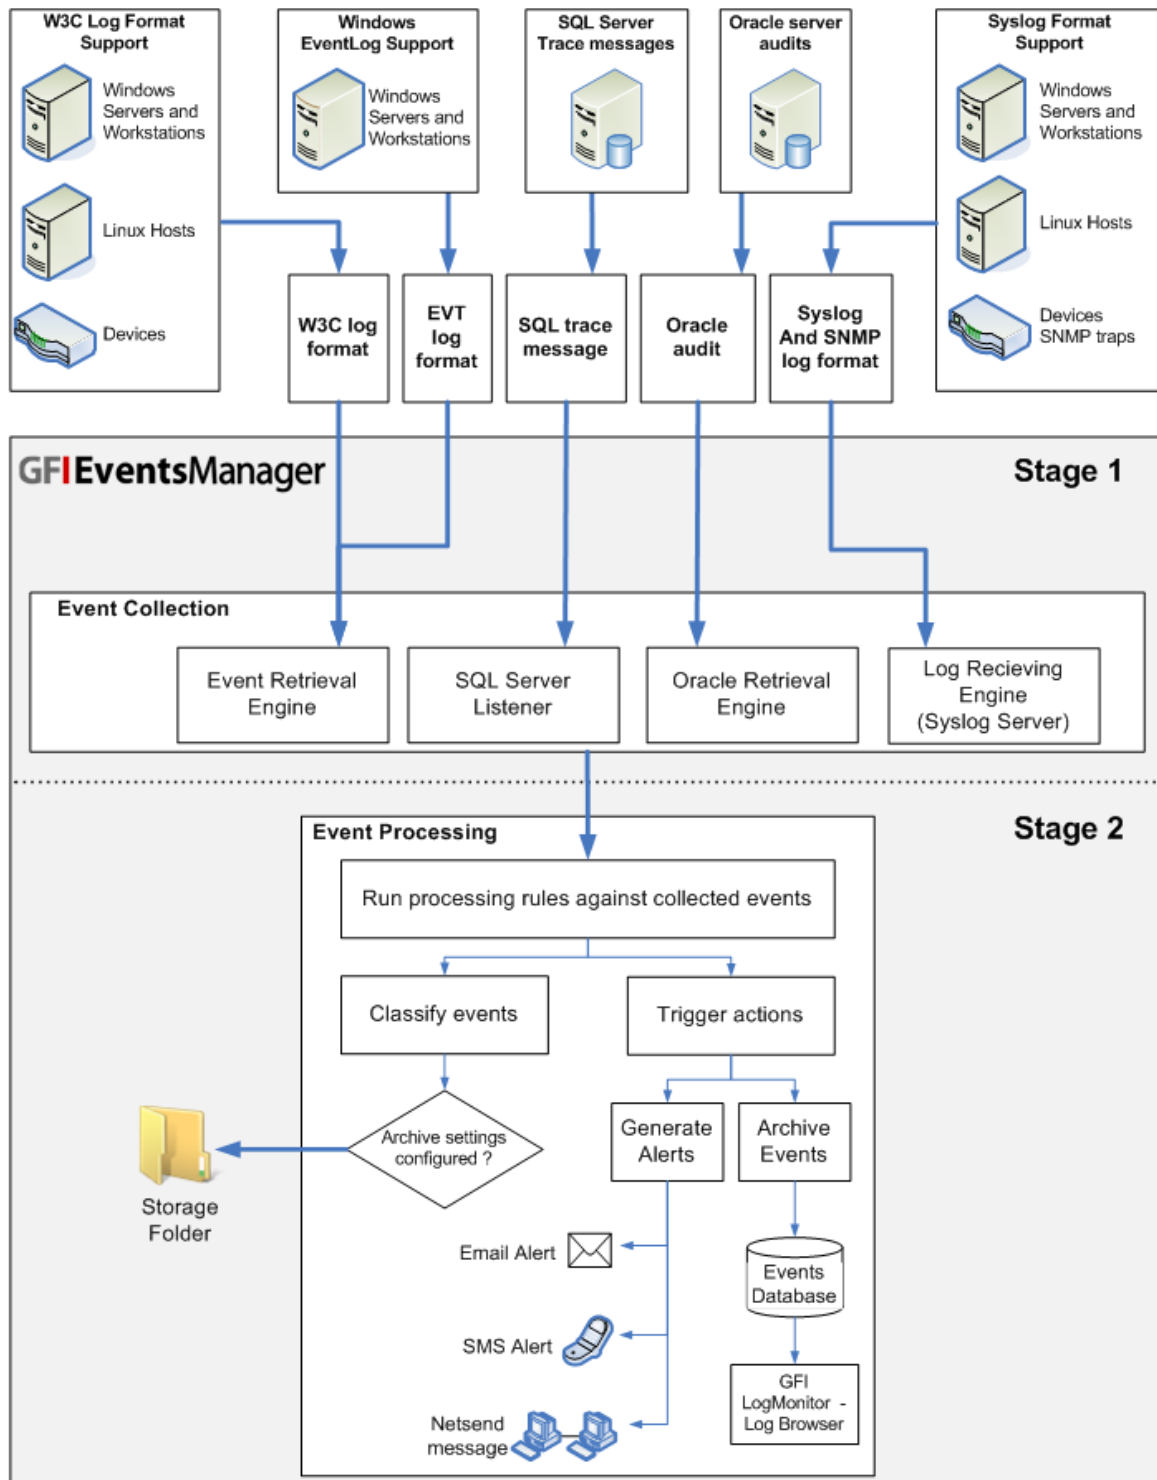 W3C Log Format
Support
Windows
Servers and
Workstations
Linux Hosts
Devices
Windows
EventLog Support
Windows
Servers and
Workstations
SQL Server
Trace messages
Oracle server
audits
Syslog Format
Support
Windows
Servers and
Workstations
Linux Hosts
Devices
SNMP traps
W3C log
format
EVT
log
format
SQL trace
message
Oracle
audit
Syslog
And SNMP
log format
GFI EventsManager
Stage 1
Event Collection
Event Retrieval
Engine
SQL Server
Listener
Oracle Retrieval
Engine
Log Recieving
Engine
(Syslog Server)
Stage 2
Event Processing
Run processing rules against collected events
Classify events
Trigger actions
Archive settings
configured ?
Storage
Folder
Generate
Alerts
Archive
Events
Email Alert
SMS Alert
Netsend
message
Events
Database
GFI
LogMonitor -
Log Browser